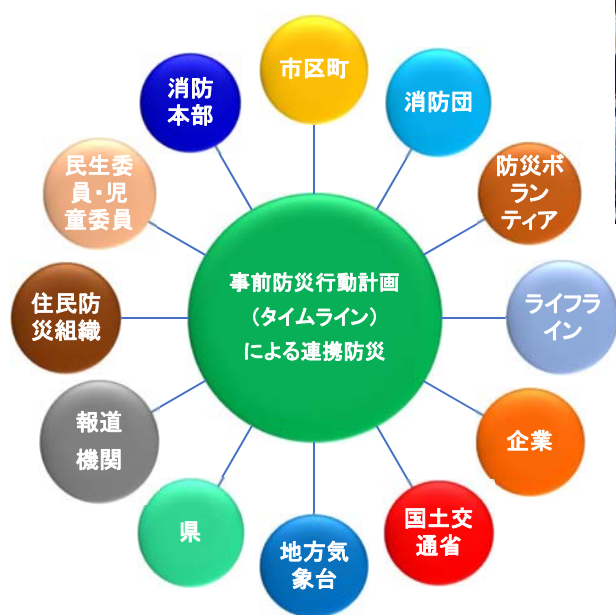 市区町
消防団
防災ボ
ラン
ティア
ライフラ
イン
企業
国土交
通省
地方気
象台
県
報道
機関
住民防
災組織
民生委
員・児
童委員
消防
本部
事前防災行動計画
（タイムライン）
による連携防災